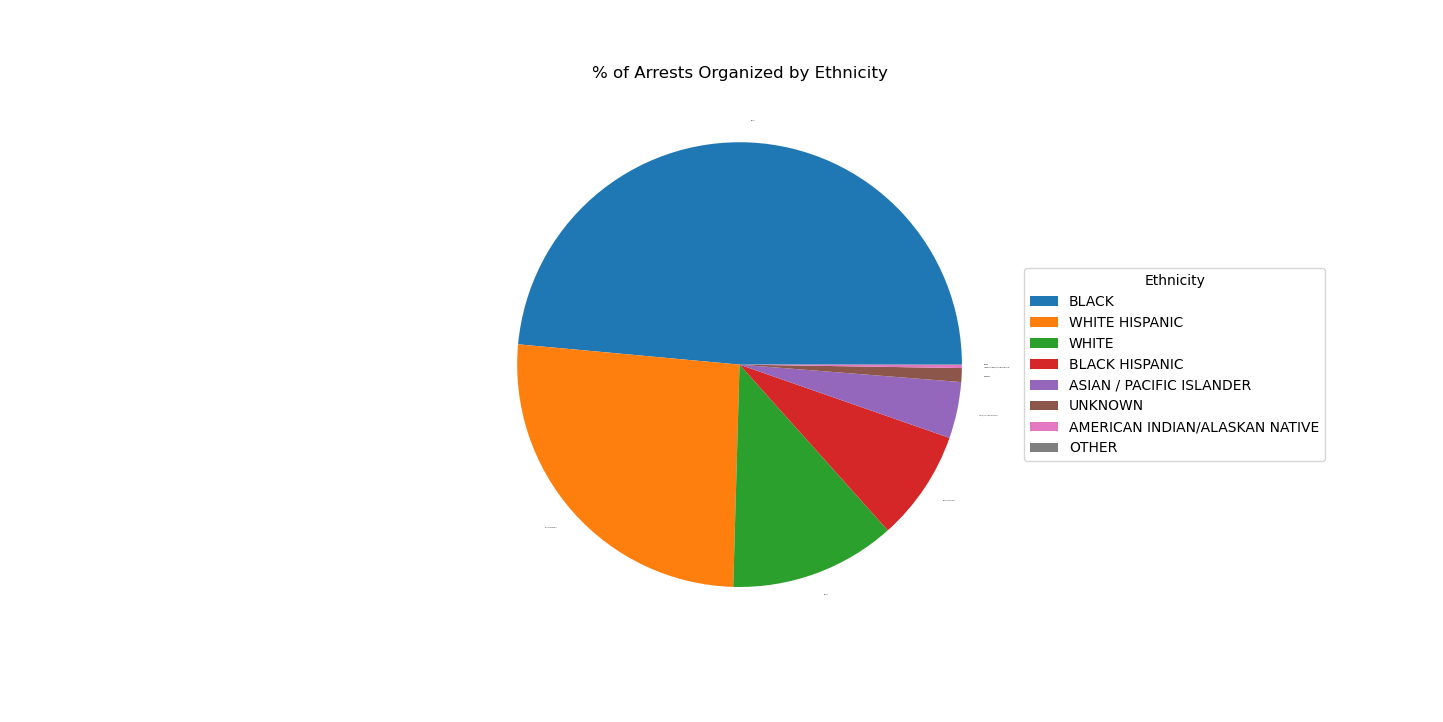 % of Arrests Organized by Ethnicity
Ethnicity
BLACK
WHITE HISPANIC
WHITE
BLACK HISPANIC
ASIAN / PACIFIC ISLANDER
UNKNOWN
AMERICAN INDIAN/ALASKAN NATIVE
OTHER